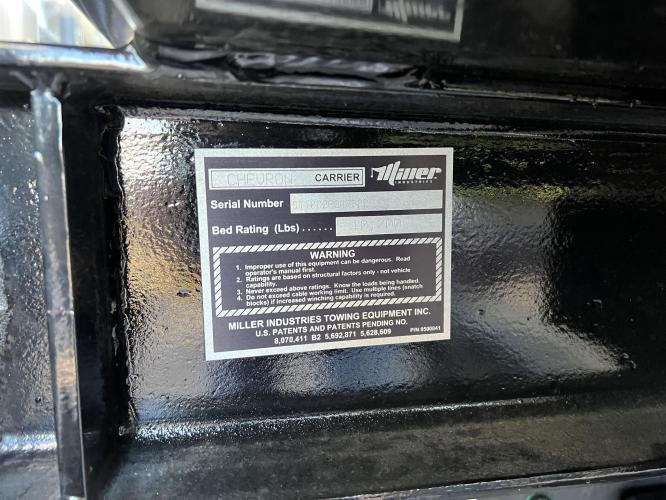 CHEVRON CARRIER Miller INDUSTRIES
Serial Number
Bed Rating (Lbs)......
WARNING
1. Improper use of this equipment can be dangerous. Read
operator's manual first.
2. Ratings are based on structural factors only - not vehicle
capability.
3. Never exceed above ratings. Know the loads being handled.
4. Do not exceed cable working limit. Use multiple lines (snatch
blocks) if increased winching capability is required.
MILLER INDUSTRIES TOWING EQUIPMENT INC.
U.S. PATENTS AND PATENTS PENDING NO.
8,070,411 B2 5,692,871 5,628,609
P/N 0500041